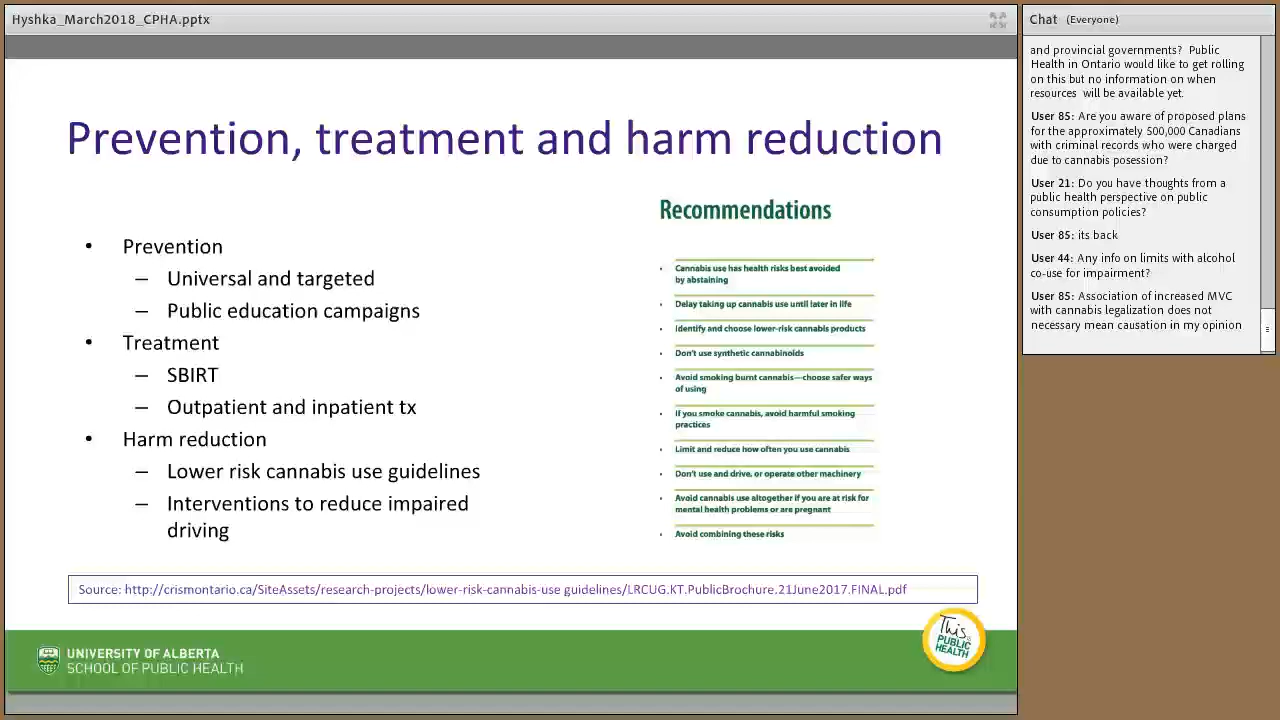 Hyshka_March2018_CPHA.pptx
Prevention, treatment and harm reduction
• Prevention
– Universal and targeted
– Public education campaigns
• Treatment
– SBIRT
– Outpatient and inpatient tx
• Harm reduction
– Lower risk cannabis use guidelines
– Interventions to reduce impaired
driving
Recommendations
• Cannabis use has health risks best avoided
by abstaining
• Delay taking up cannabis use until later in life
• Identify and choose lower-risk cannabis products
• Don't use synthetic cannabinoids
• Avoid smoking burnt cannabis—choose safer ways
of using
• If you smoke cannabis, avoid harmful smoking
practices
• Limit and reduce how often you use cannabis
• Don't use and drive, or operate other machinery
• Avoid cannabis use altogether if you are at risk for
mental health problems or are pregnant
• Avoid combining these risks
Source: http://crismontario.ca/SiteAssets/research-projects/lower-risk-cannabis-use guidelines/LRCUG.KT.PublicBrochure.21June2017.FINAL.pdf
UNIVERSITY OF ALBERTA
SCHOOL OF PUBLIC HEALTH
This
is
PUBLIC
HEALTH
Chat (Everyone)
and provincial governments? Public
Health in Ontario would like to get rolling
on this but no information on when
resources will be available yet.
User 85: Are you aware of proposed plans
for the approximately 500,000 Canadians
with criminal records who were charged
due to cannabis posession?
User 21: Do you have thoughts from a
public health perspective on public
consumption policies?
User 85: its back
User 44: Any info on limits with alcohol
co-use for impairment?
User 85: Association of increased MVC
with cannabis legalization does not
necessary mean causation in my opinion